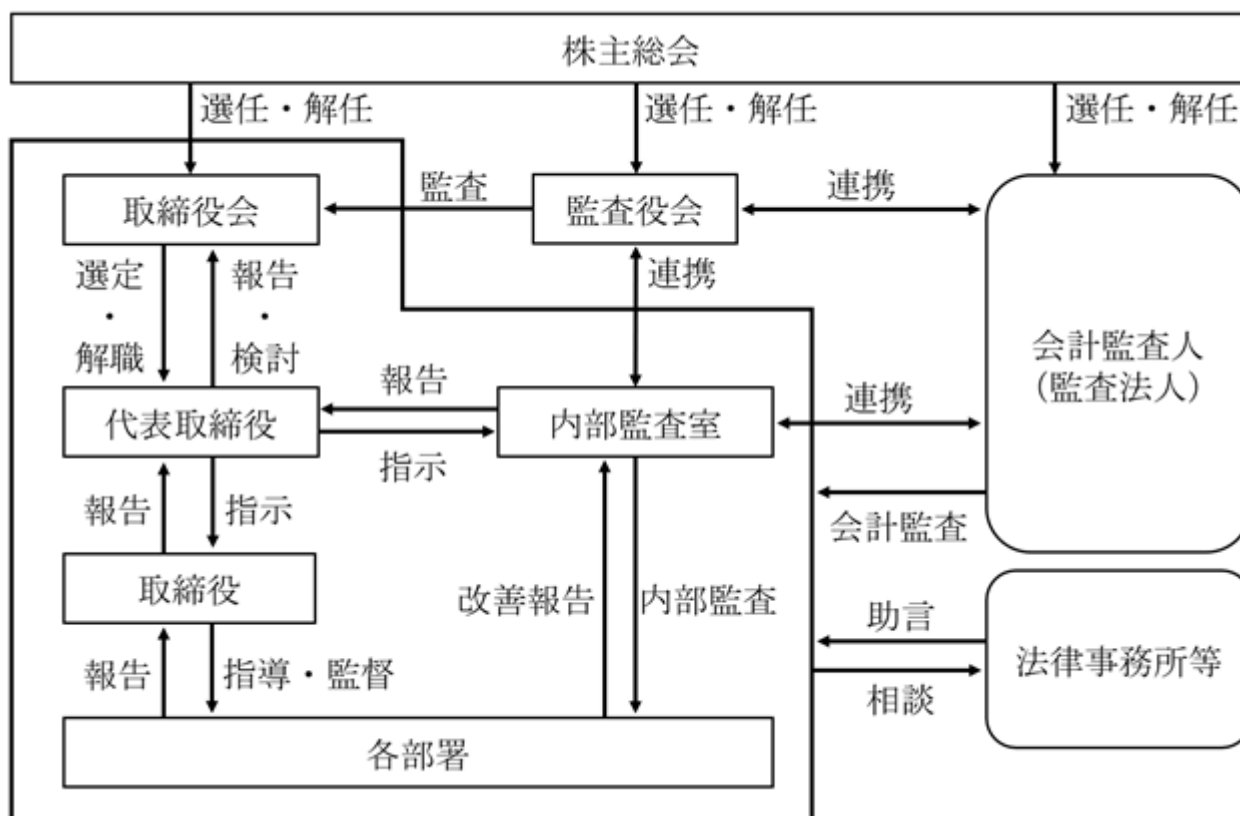 株主総会
選任・解任
選任・解任
選任・解任
取締役会
監査
監査役会
連携
選定
・
解職
報告
・
検討
連携
会計監査人
（監査法人）
代表取締役
報告
指示
内部監査室
連携
報告
指示
会計監査
取締役
改善報告
内部監査
助言
法律事務所等
相談
報告
指導・監督
各部署